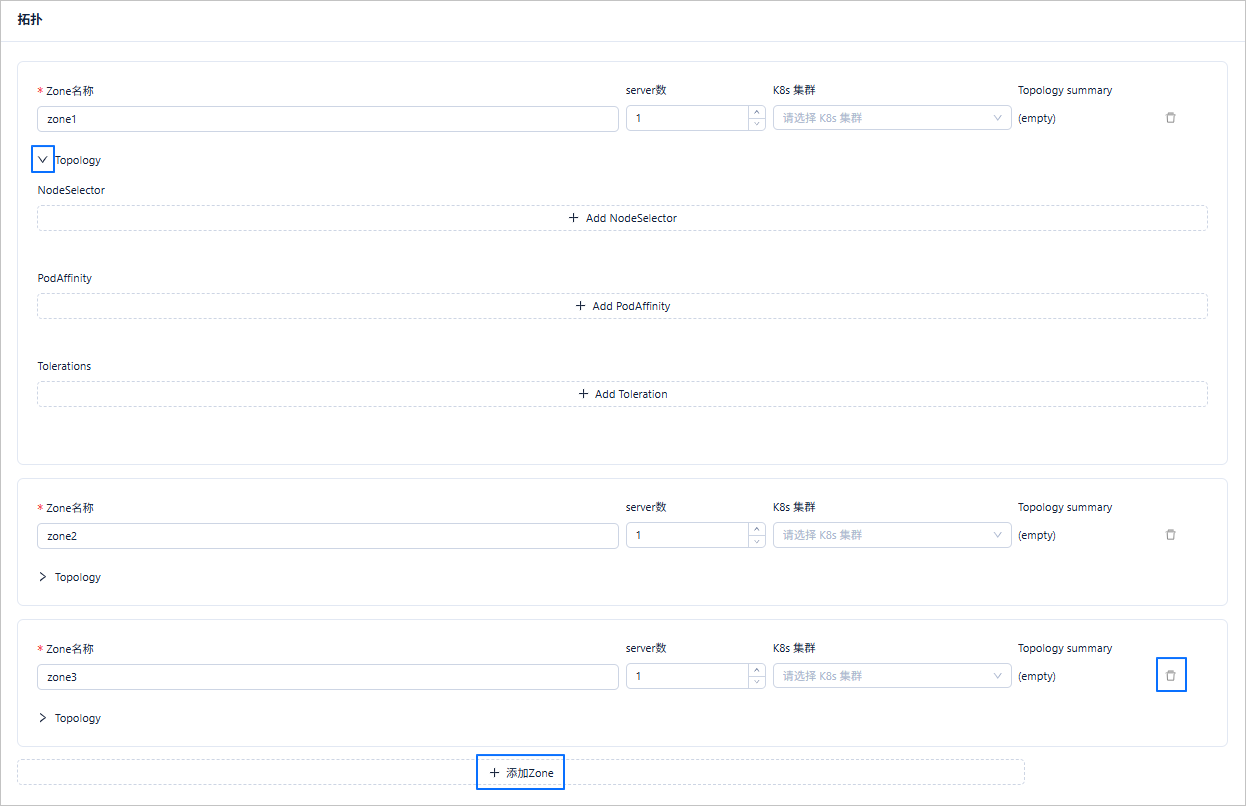 拓扑
* Zone名称 server数 K8s 集群 Topology summary
zone1 1 请选择 K8s 集群 (empty)
Topology
NodeSelector
+ Add NodeSelector
PodAffinity
+ Add PodAffinity
Tolerations
+ Add Toleration
* Zone名称 server数 K8s 集群 Topology summary
zone2 1 请选择 K8s 集群 (empty)
Topology
* Zone名称 server数 K8s 集群 Topology summary
zone3 1 请选择 K8s 集群 (empty)
Topology
+ 添加Zone